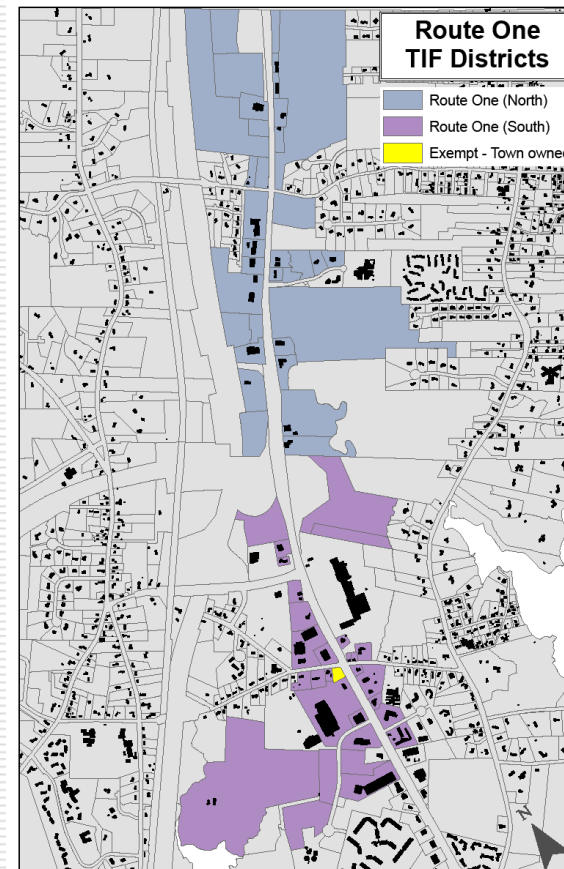 Route One
TIF Districts
Route One (North)
Route One (South)
Exempt - Town owned
N